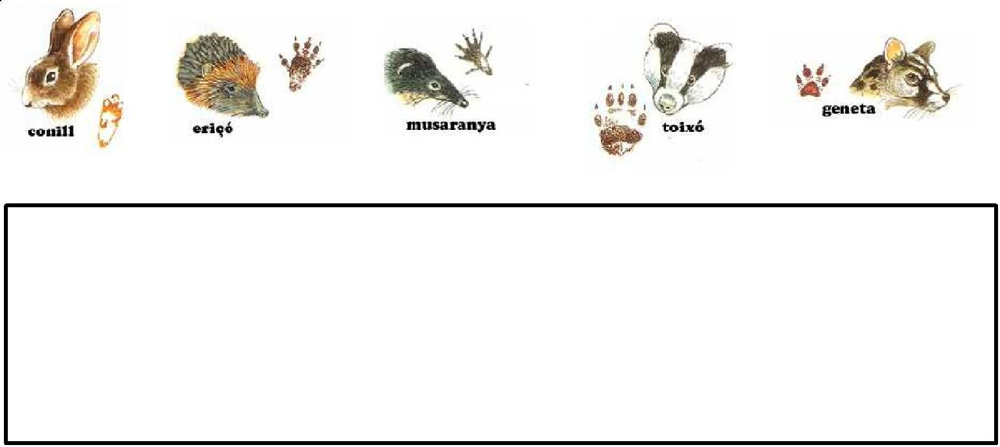 conill
eriçó
musaranya
toixó
geneta